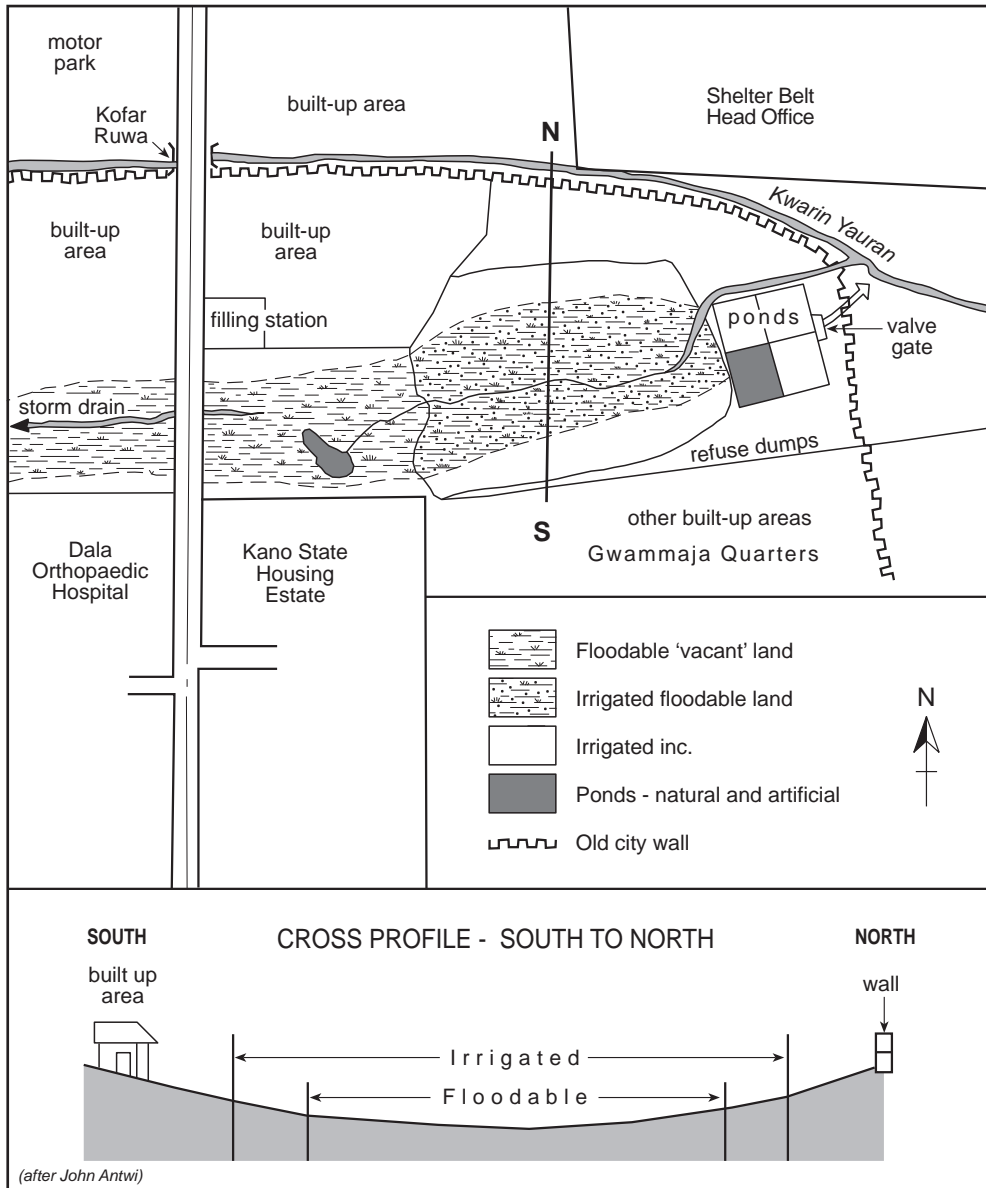 motor
park
Kofar
Ruwa
built-up area
N
Shelter Belt
Head Office
Kwarin Yauran
built-up
area
built-up
area
filling station
ponds
valve
gate
storm drain
refuse dumps
S
other built-up areas
Gwammaja Quarters
Dala
Orthopaedic
Hospital
Kano State
Housing
Estate
Floodable ‘vacant’ land
Irrigated floodable land
Irrigated inc.
Ponds - natural and artificial
Old city wall
N
SOUTH
CROSS PROFILE - SOUTH TO NORTH
NORTH
built up
area
wall
Irrigated
Floodable
(after John Antwi)